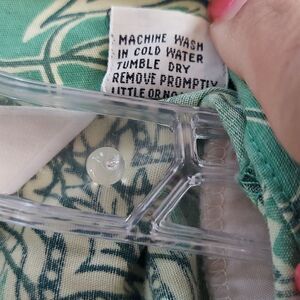 MACHINE WASH
IN COLD WATER
TUMBLE DRY
REMOVE PROMPTLY
LITTLE OR NO